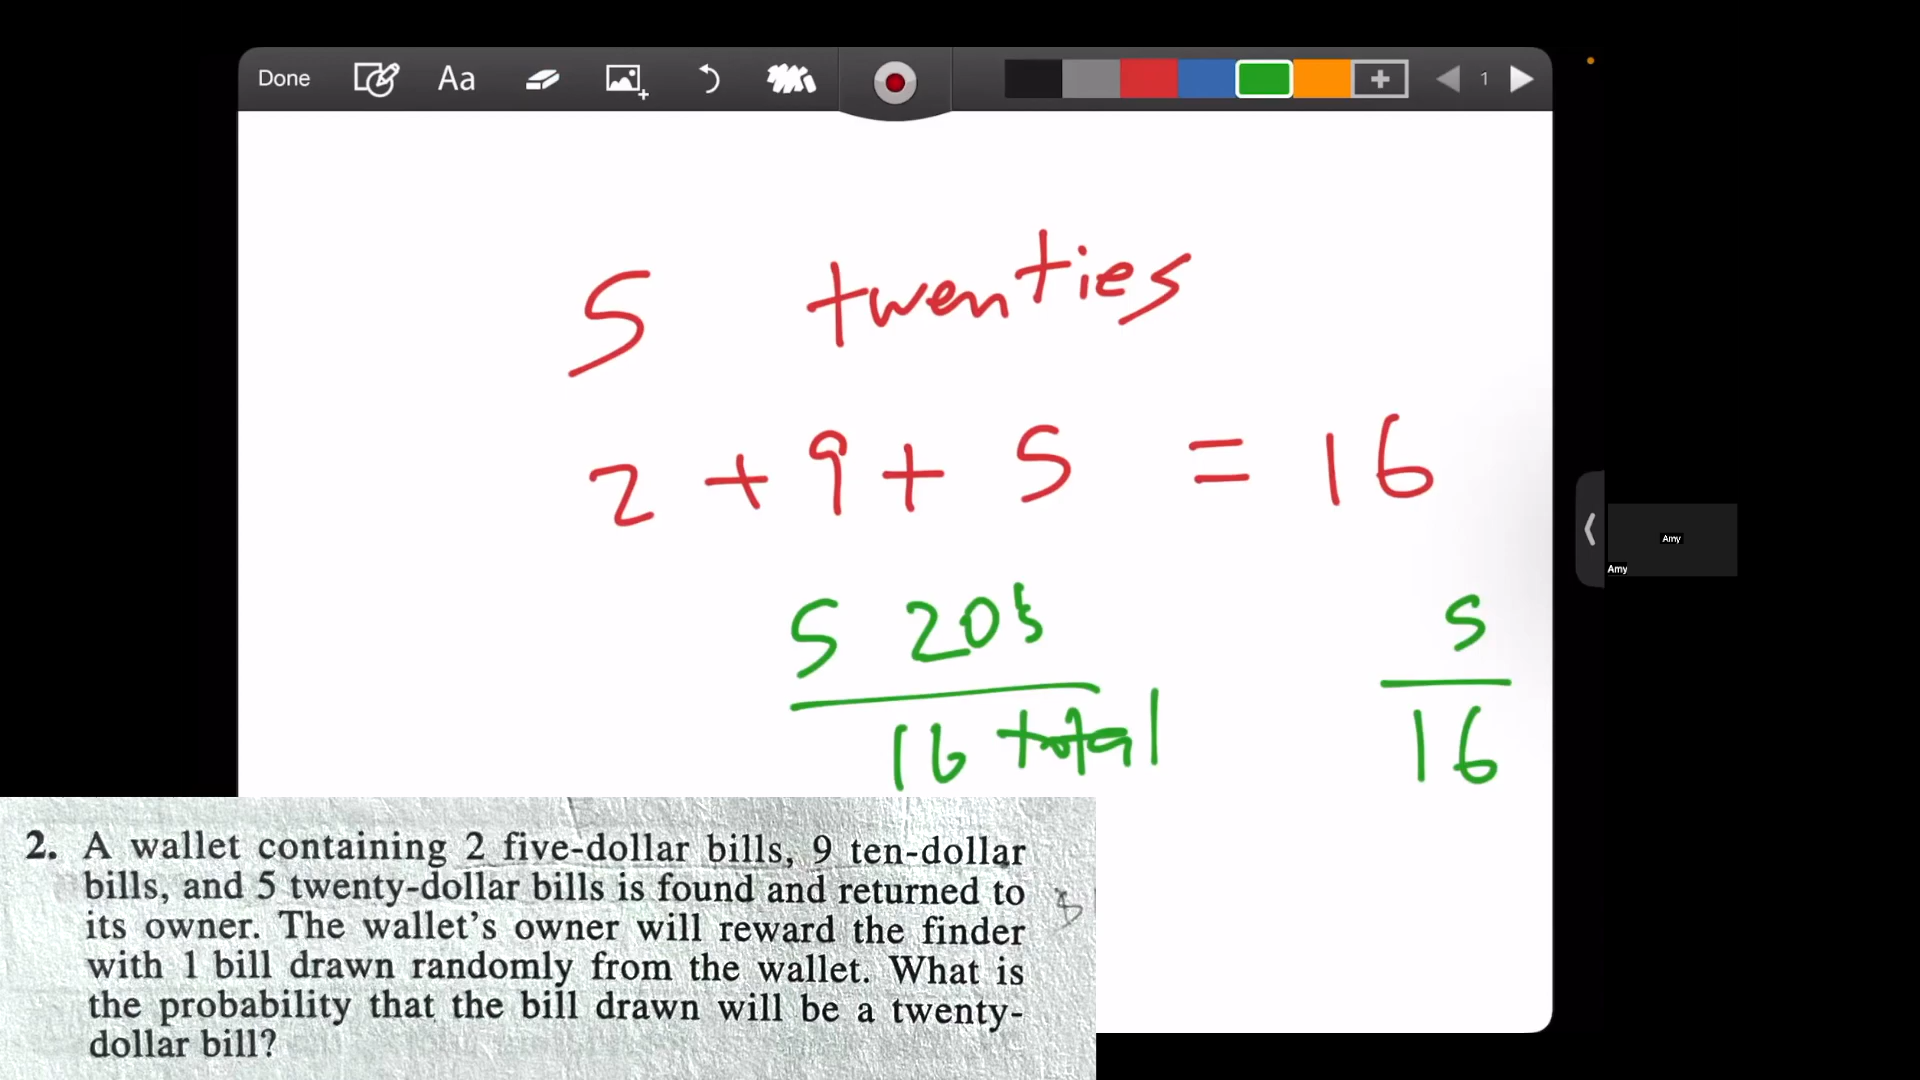 Done
Aa
1
5 twenties
2 + 9 + 5 = 16
5 20s
16 total
5
16
Amy
Amy
2. A wallet containing 2 five-dollar bills, 9 ten-dollar
bills, and 5 twenty-dollar bills is found and returned to
its owner. The wallet's owner will reward the finder
with 1 bill drawn randomly from the wallet. What is
the probability that the bill drawn will be a twenty-
dollar bill?